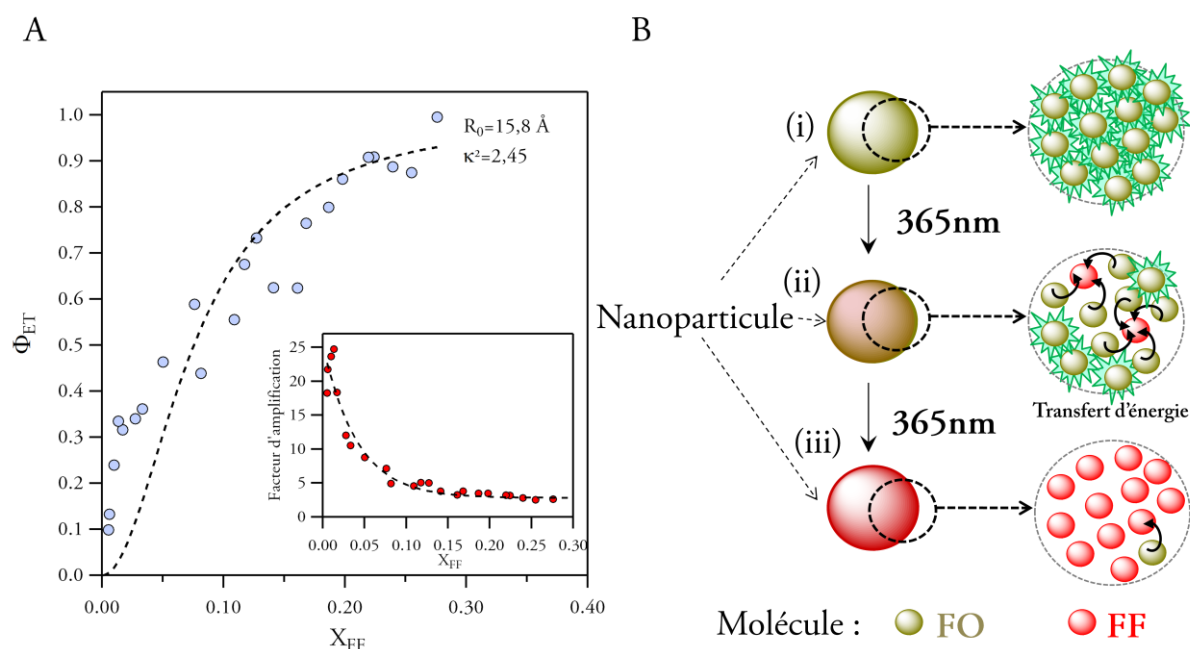 A
Φ_ET
1.0
0.9
0.8
0.7
0.6
0.5
0.4
0.3
0.2
0.1
0.0
0.00 0.10 0.20 0.30 0.40
X_FF
R₀=15,8 Å
κ²=2,45
Facteur d'amplification
25
20
15
10
5
0
0.00 0.05 0.10 0.15 0.20 0.25 0.30
X_FF
B
(i)
365nm
Nanoparticule
(ii)
Transfert d'énergie
365nm
(iii)
Molécule : FO FF